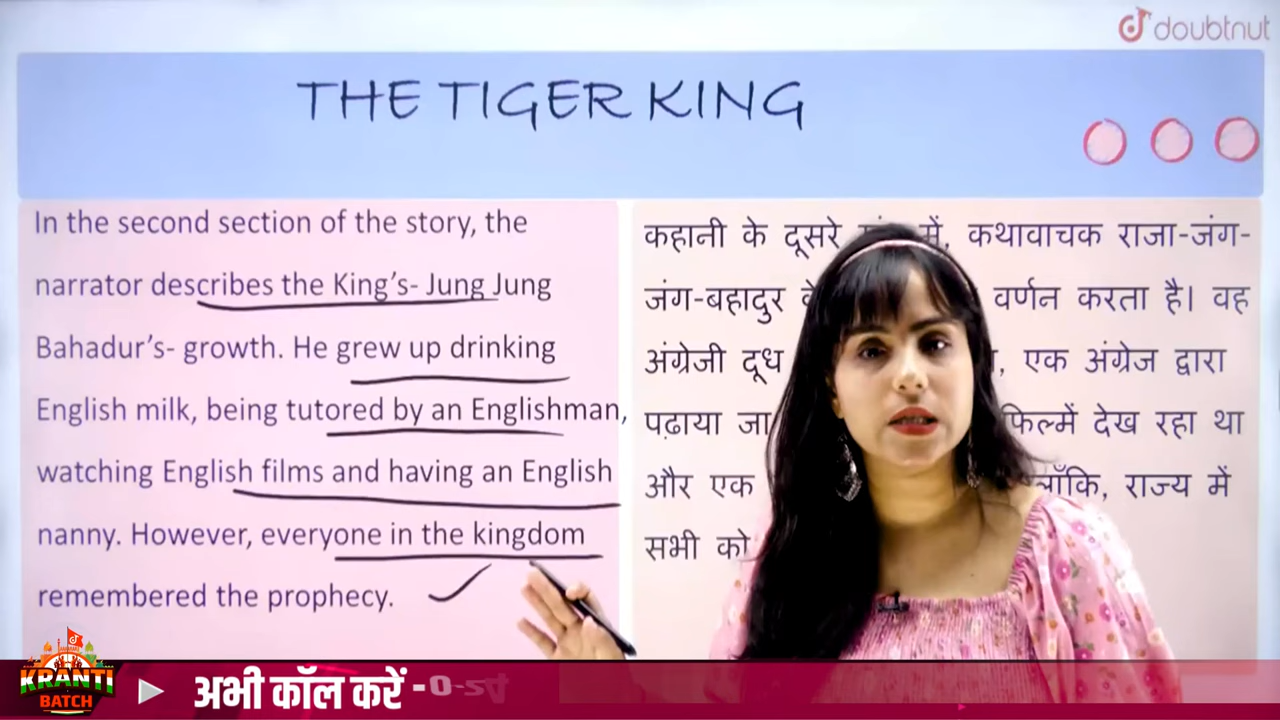 doubtnut
THE TIGER KING
In the second section of the story, the
narrator describes the King's- Jung Jung
Bahadur's- growth. He grew up drinking
English milk, being tutored by an Englishman,
watching English films and having an English
nanny. However, everyone in the kingdom
remembered the prophecy.
कहानी के दूसरे में, कथावाचक राजा-जंग-
जंग-बहादुर वर्णन करता है। वह
अंग्रेजी दूध एक अंग्रेज द्वारा
पढ़ाया जा फिल्में देख रहा था
और एक राज्य में
सभी को
KRANTI
BATCH
अभी कॉल करें